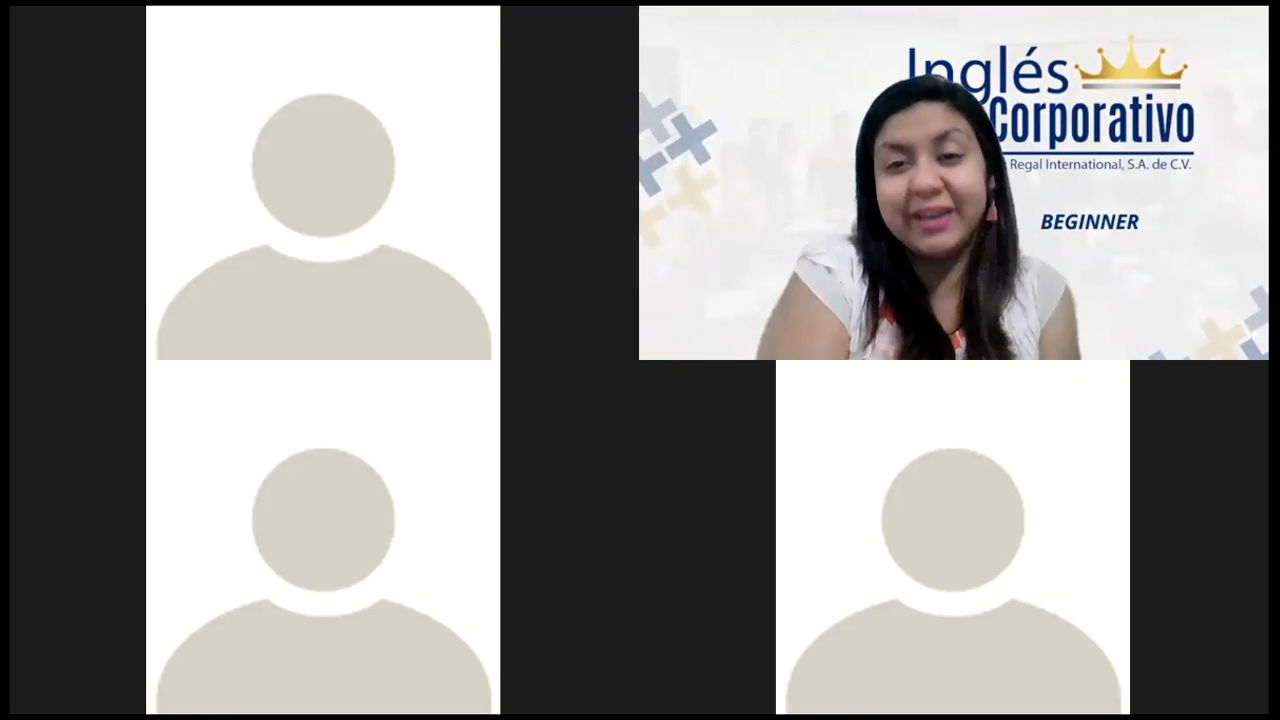 Inglés
Corporativo
Regal International, S.A. de C.V.
BEGINNER